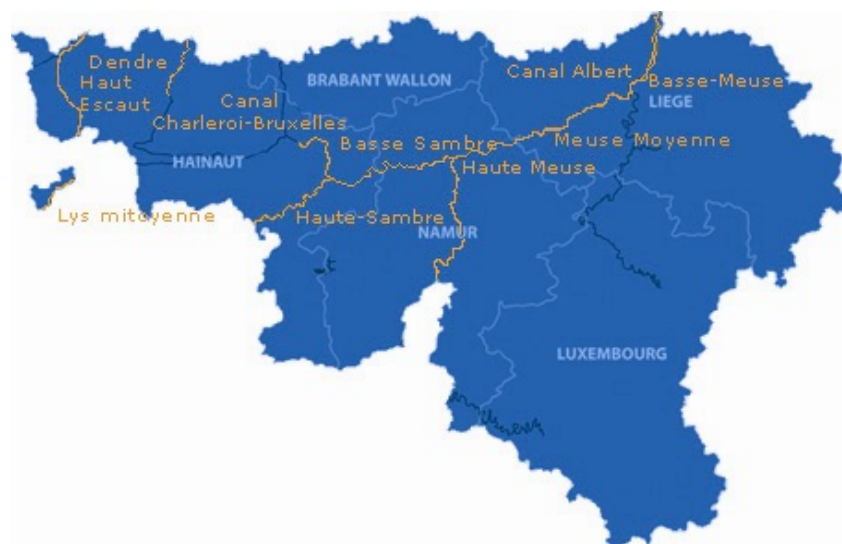 Dendre
Haut
Escaut
Canal
Charleroi-Bruxelles
BRABANT WALLON
Canal Albert
Basse-Meuse
LIEGE
HAINAUT
Basse Sambre
Meuse Moyenne
Haute Meuse
Lys mitoyenne
Haute-Sambre
NAMUR
LUXEMBOURG